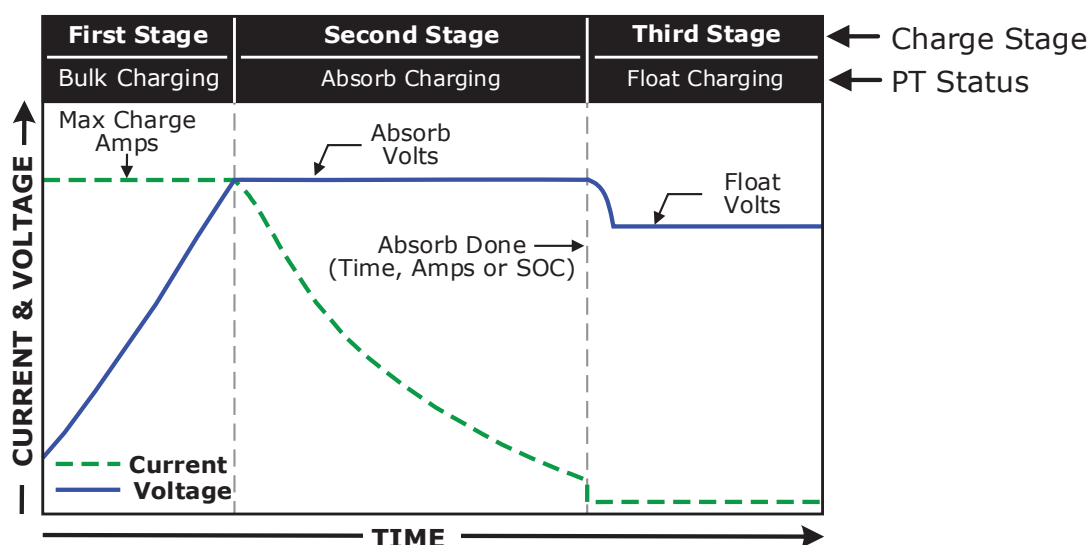 First Stage
Second Stage
Third Stage
Charge Stage
Bulk Charging
Absorb Charging
Float Charging
PT Status
Max Charge
Amps
Absorb
Volts
Float
Volts
Absorb Done
(Time, Amps or SOC)
CURRENT & VOLTAGE
Current
Voltage
TIME